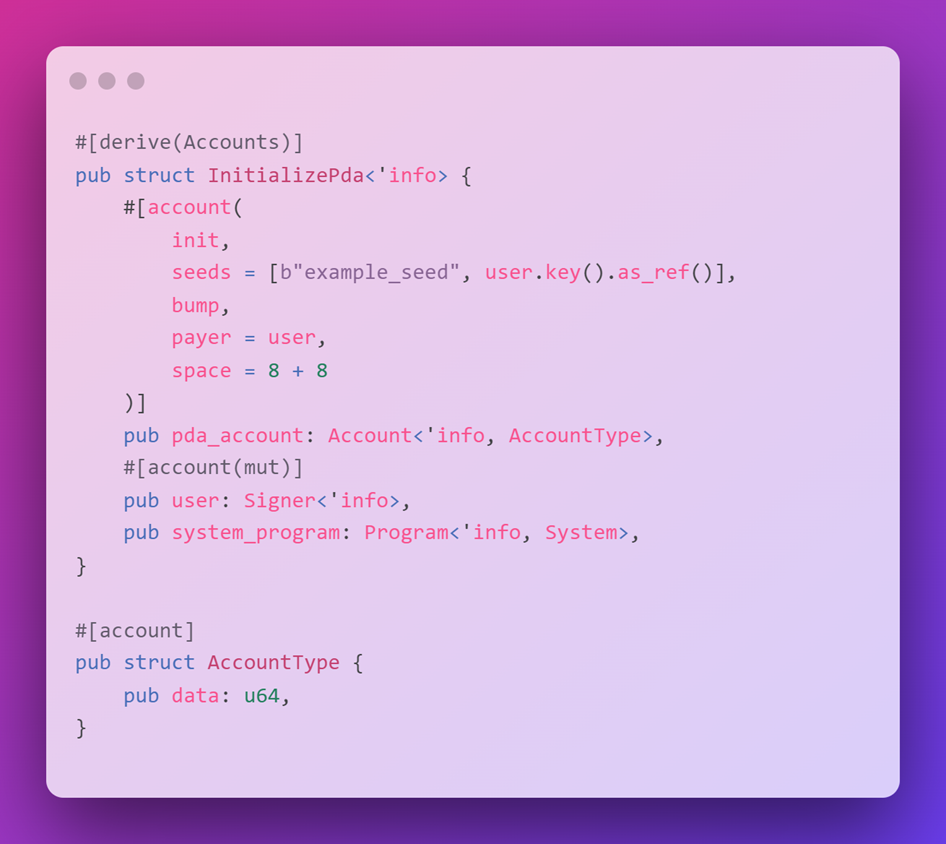 #[derive(Accounts)]
pub struct InitializePda<'info> {
    #[account(
        init,
        seeds = [b"example_seed", user.key().as_ref()],
        bump,
        payer = user,
        space = 8 + 8
    )]
    pub pda_account: Account<'info, AccountType>,
    #[account(mut)]
    pub user: Signer<'info>,
    pub system_program: Program<'info, System>,
}

#[account]
pub struct AccountType {
    pub data: u64,
}